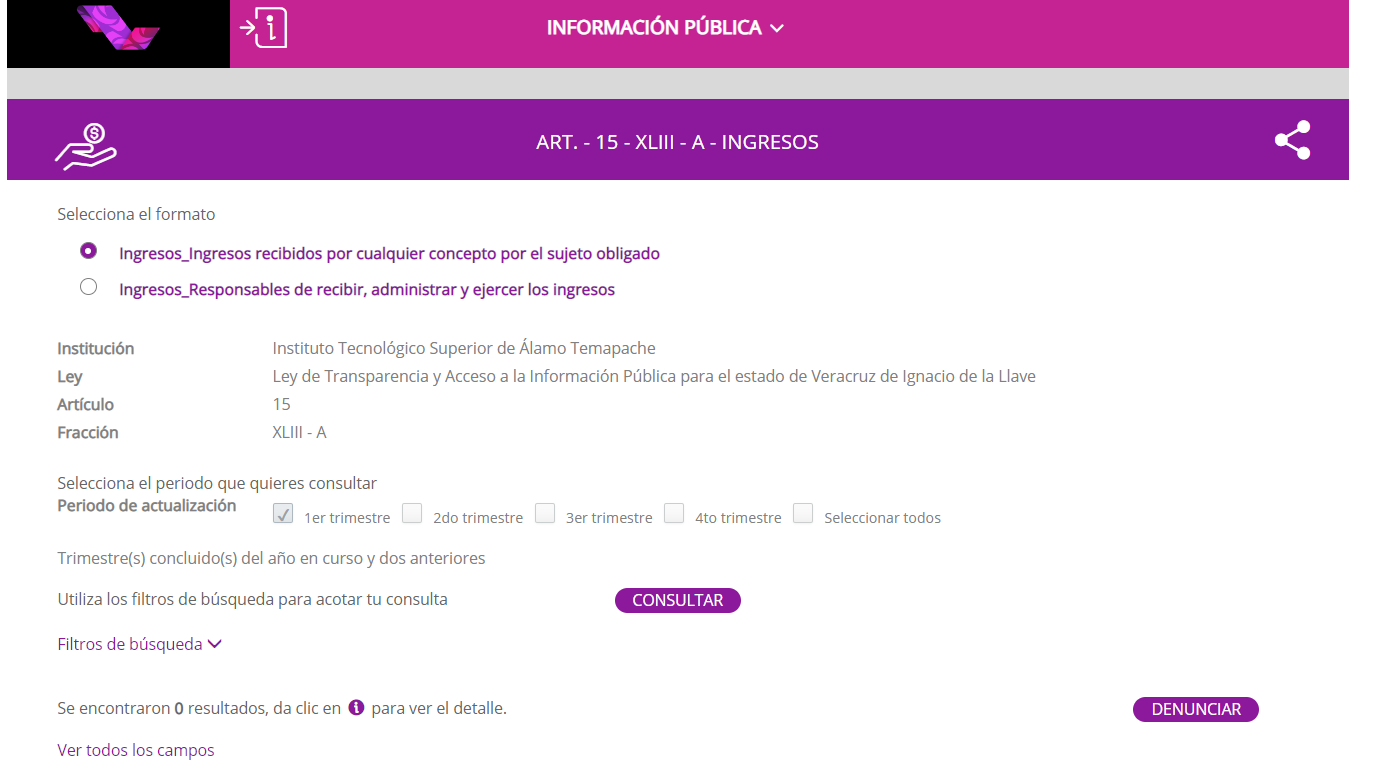 INFORMACIÓN PÚBLICA
ART. - 15 - XLIII - A - INGRESOS
Selecciona el formato
Ingresos_Ingresos recibidos por cualquier concepto por el sujeto obligado
Ingresos_Responsables de recibir, administrar y ejercer los ingresos
Institución Instituto Tecnológico Superior de Álamo Temapache
Ley Ley de Transparencia y Acceso a la Información Pública para el estado de Veracruz de Ignacio de la Llave
Artículo 15
Fracción XLIII - A
Selecciona el periodo que quieres consultar
Periodo de actualización 1er trimestre 2do trimestre 3er trimestre 4to trimestre Seleccionar todos
Trimestre(s) concluido(s) del año en curso y dos anteriores
Utiliza los filtros de búsqueda para acotar tu consulta CONSULTAR
Filtros de búsqueda
Se encontraron 0 resultados, da clic en i para ver el detalle. DENUNCIAR
Ver todos los campos